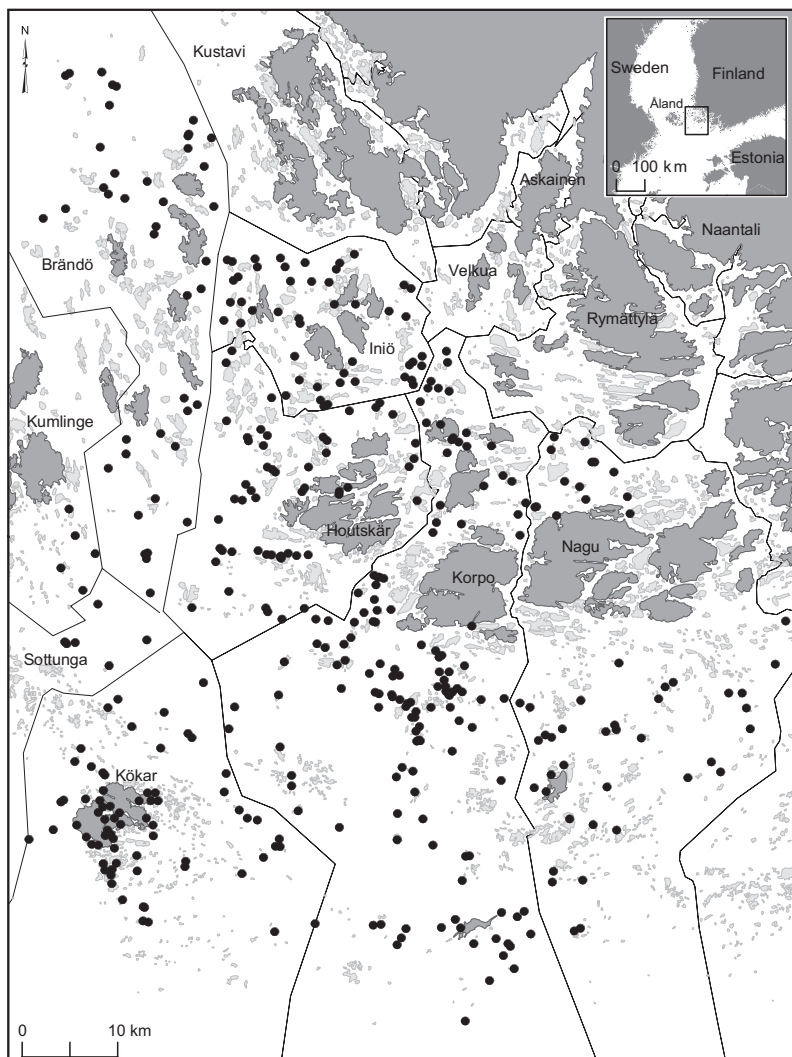 N
Kustavi
Sweden
Finland
Åland
Estonia
0 100 km
Askainen
Naantali
Brändö
Velkua
Rymättylä
Iniö
Kumlinge
Houtskär
Nagu
Korpo
Sottunga
Kökar
0 10 km